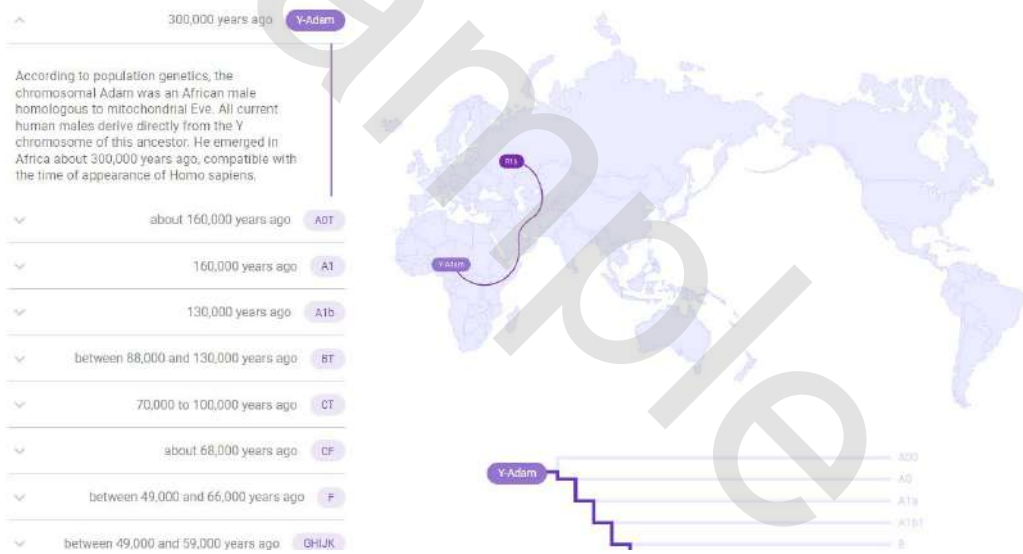 300,000 years ago Y-Adam
According to population genetics, the
chromosomal Adam was an African male
homologous to mitochondrial Eve. All current
human males derive directly from the Y
chromosome of this ancestor. He emerged in
Africa about 300,000 years ago, compatible with
the time of appearance of Homo sapiens.
about 160,000 years ago ADT
160,000 years ago A1
130,000 years ago A1b
between 88,000 and 130,000 years ago BT
70,000 to 100,000 years ago CT
about 68,000 years ago CF
between 49,000 and 66,000 years ago F
between 49,000 and 59,000 years ago GHIJK
R1b
Y-Adam
Y-Adam
A00
A0
A1a
A1b1
B
ample